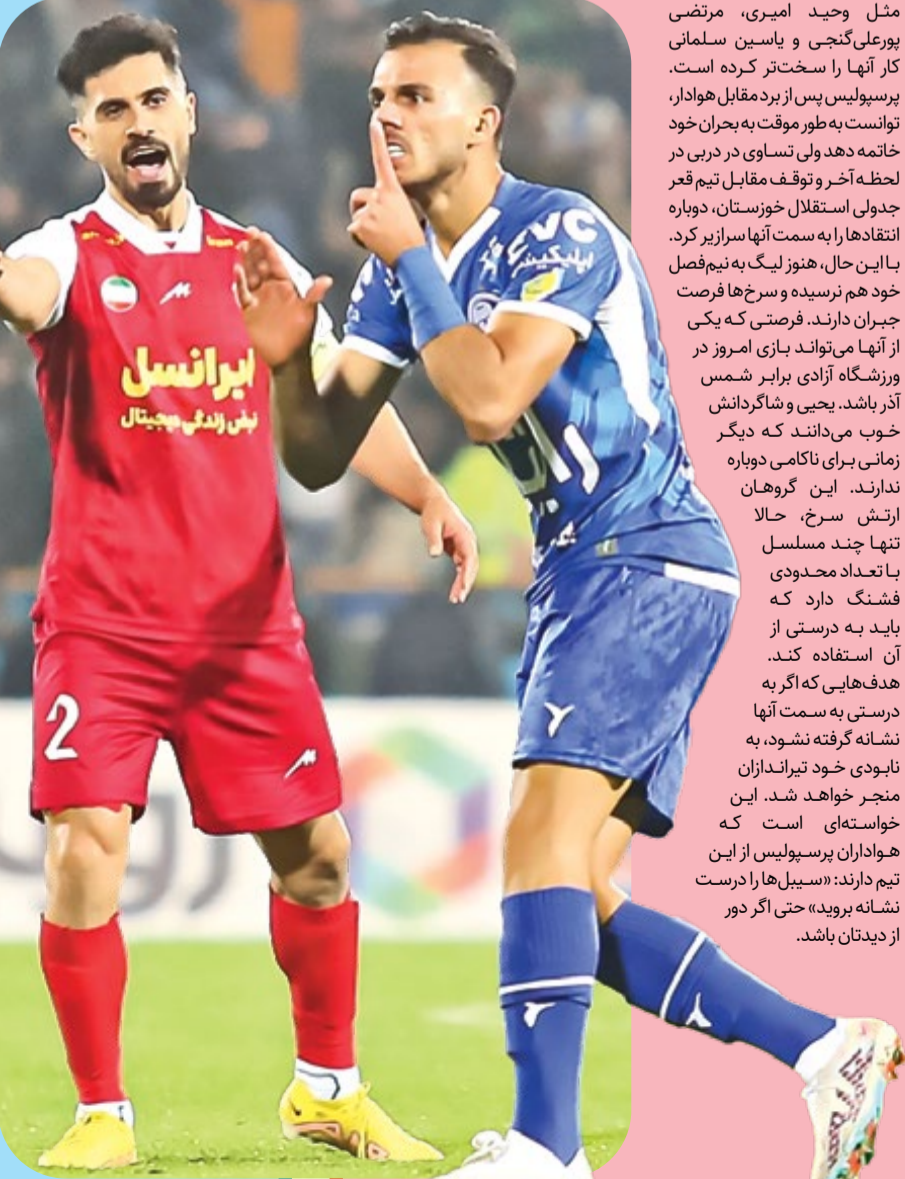 مثل وحید امیری، مرتضی
پورعلی‌گنجی و یاسین سلمانی
کار آنها را سخت‌تر کرده است.
پرسپولیس پس از برد مقابل هوادار،
توانست به‌طور موقت به بحران خود
خاتمه دهد ولی تساوی در دربی در
لحظه آخر و توقف مقابل تیم قعر
جدولی استقلال خوزستان، دوباره
انتقادها را به سمت آنها سرازیر کرد.
با این حال، هنوز لیگ به نیم‌فصل
خود هم نرسیده و سرخ‌ها فرصت
جبران دارند. فرصتی که یکی
از آنها می‌تواند بازی امروز در
ورزشگاه آزادی برابر شمس
آذر باشد. یحیی و شاگردانش
خوب می‌دانند که دیگر
زمانی برای ناکامی دوباره
ندارند. این گروهان
ارتش سرخ، حالا
تنها چند مسلسل
با تعداد محدودی
فشنگ دارد که
باید به درستی از
آن استفاده کند.
هدف‌هایی که اگر به
درستی به سمت آنها
نشانه گرفته نشود، به
نابودی خود تیراندازان
منجر خواهد شد. این
خواسته‌ای است که
هواداران پرسپولیس از این
تیم دارند: «سیبل‌ها را درست
نشانه بروید» حتی اگر دور
از دیدتان باشد.
ایرانسل
نبض زندگی دیجیتال
2
EVC
اپلیکیشن